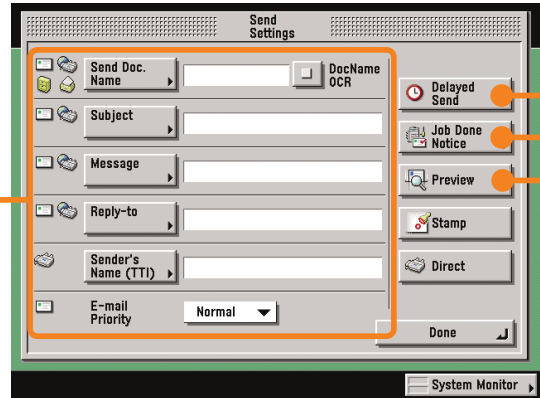 Send
Settings
Send Doc.
Name
DocName
OCR
Subject
Message
Reply-to
Sender's
Name (TTI)
E-mail
Priority
Normal
Delayed
Send
Job Done
Notice
Preview
Stamp
Direct
Done
System Monitor